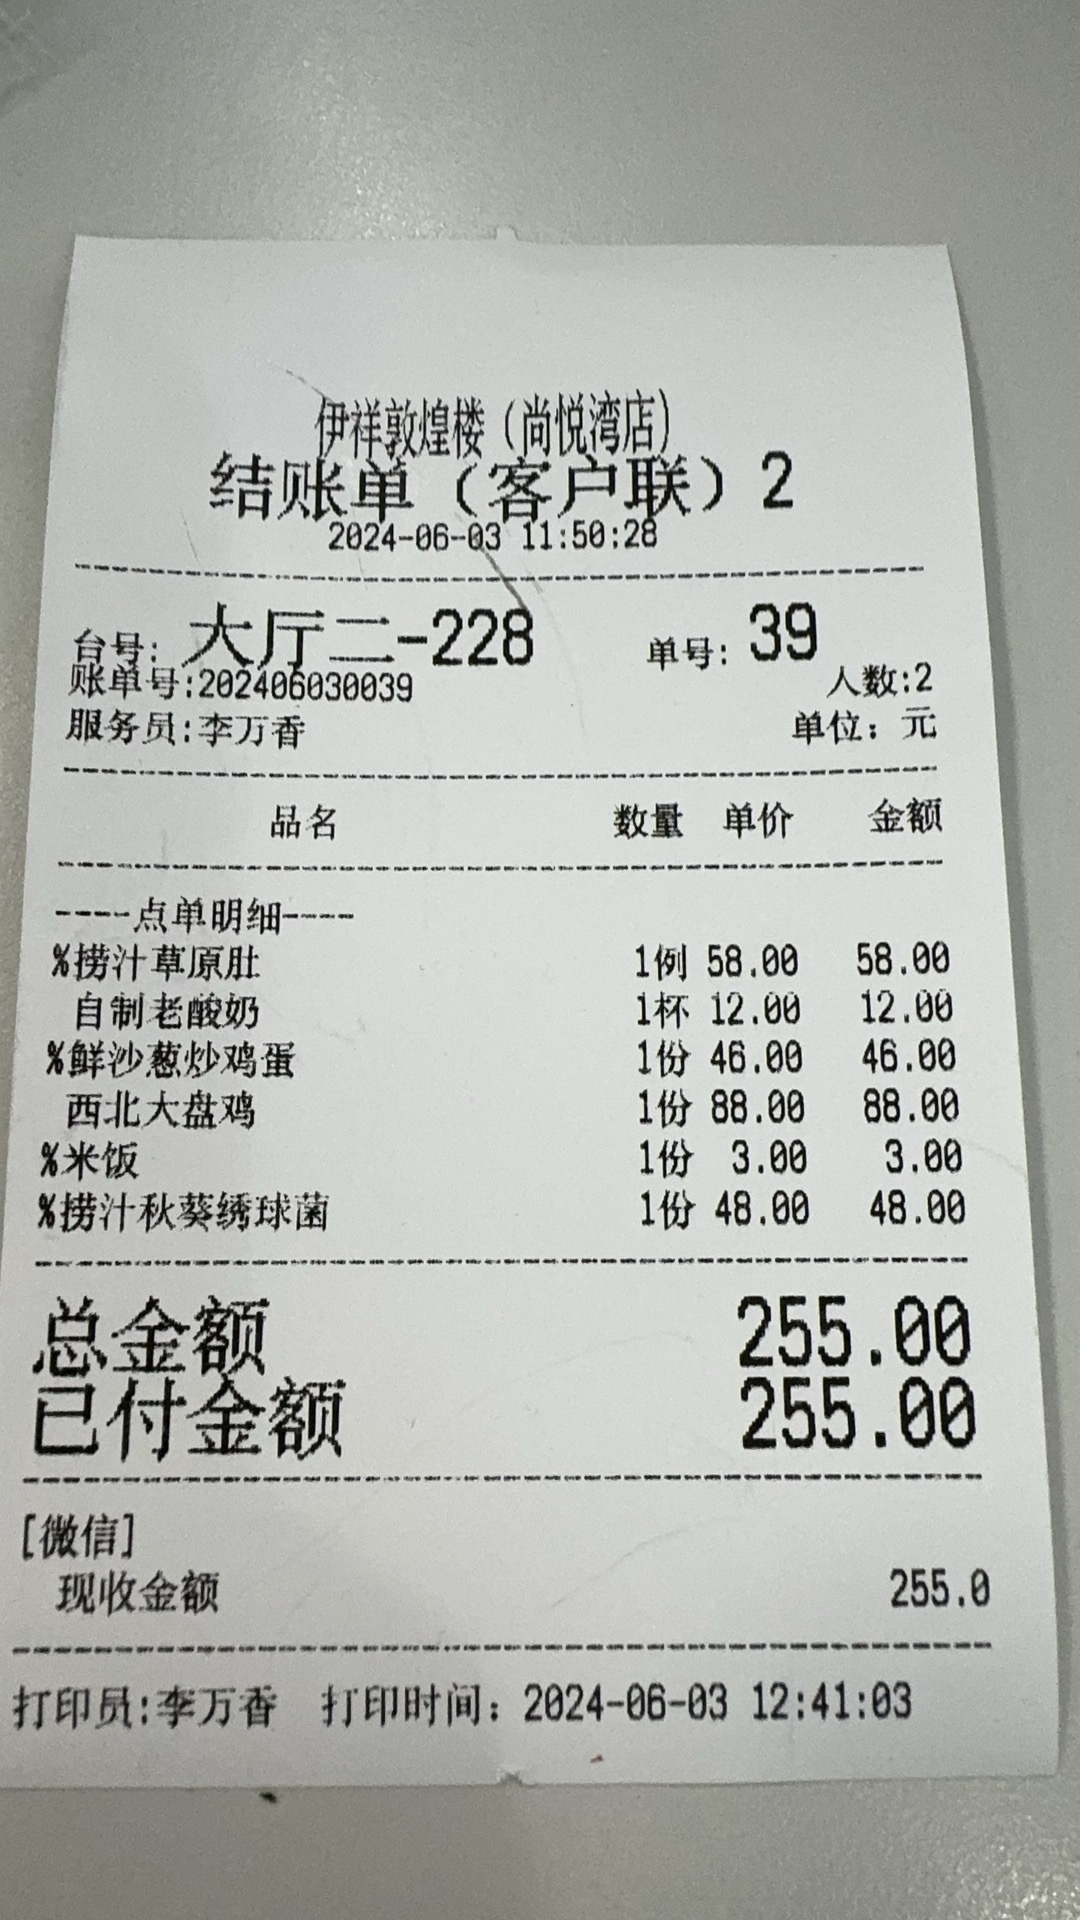 伊祥敦煌楼（尚悦湾店）
结账单（客户联）2
2024-06-03 11:50:28
台号: 大厅二-228 单号: 39
账单号:202406030039 人数:2
服务员:李万香 单位: 元
品名 数量 单价 金额
----点单明细----
%捞汁草原肚 1例 58.00 58.00
自制老酸奶 1杯 12.00 12.00
%鲜沙葱炒鸡蛋 1份 46.00 46.00
西北大盘鸡 1份 88.00 88.00
%米饭 1份 3.00 3.00
%捞汁秋葵绣球菌 1份 48.00 48.00
总金额 255.00
已付金额 255.00
[微信]
现收金额 255.0
打印员:李万香 打印时间: 2024-06-03 12:41:03